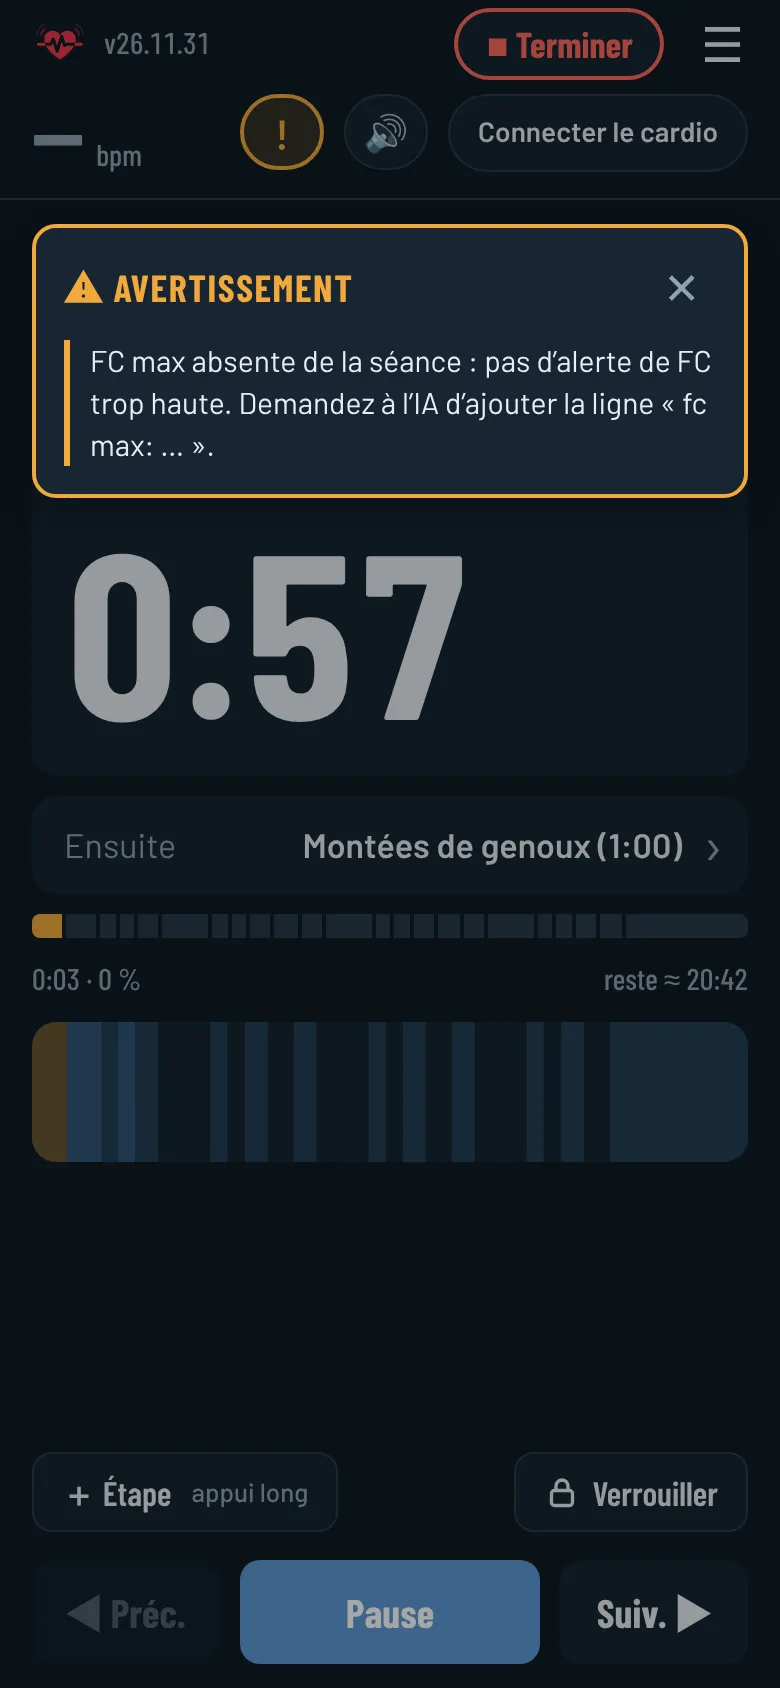 v26.11.31
■ Terminer
bpm
!
Connecter le cardio
AVERTISSEMENT
FC max absente de la séance : pas d’alerte de FC
trop haute. Demandez à l’IA d’ajouter la ligne « fc
max: ... ».
0:57
Ensuite
Montées de genoux (1:00) ›
0:03 · 0 %
reste ≈ 20:42
+ Étape appui long
Verrouiller
◀ Préc.
Pause
Suiv. ▶